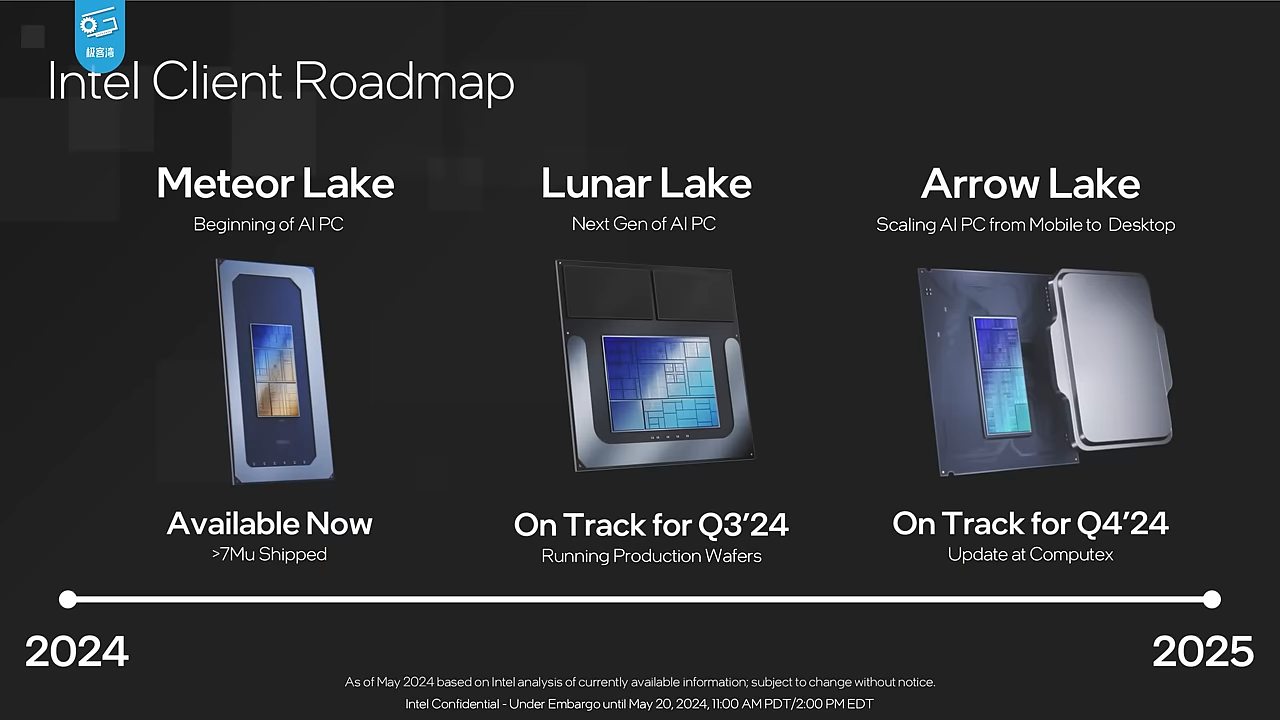 极客湾
Intel Client Roadmap
Meteor Lake
Beginning of AI PC
Lunar Lake
Next Gen of AI PC
Arrow Lake
Scaling AI PC from Mobile to Desktop
Available Now
>7Mu Shipped
On Track for Q3’24
Running Production Wafers
On Track for Q4’24
Update at Computex
2024
2025
As of May 2024 based on Intel analysis of currently available information; subject to change without notice.
Intel Confidential - Under Embargo until May 20, 2024, 11:00 AM PDT/2:00 PM EDT